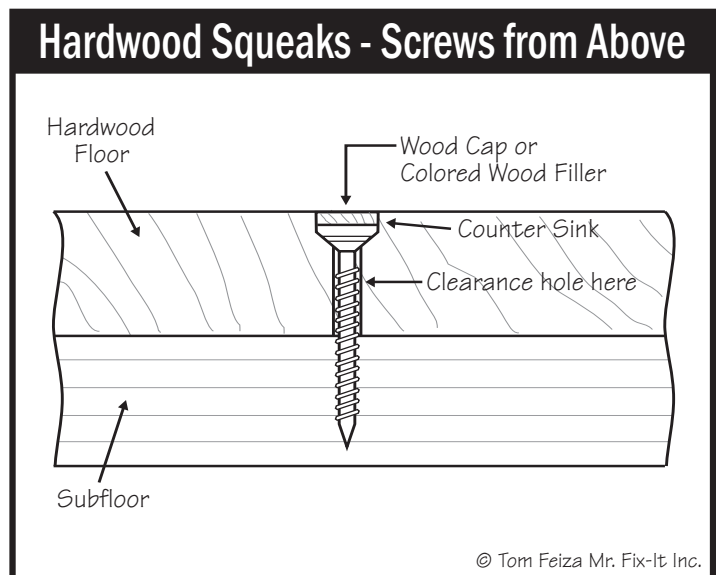 Hardwood Squeaks - Screws from Above
Hardwood
Floor
Wood Cap or
Colored Wood Filler
Counter Sink
Clearance hole here
Subfloor
© Tom Feiza Mr. Fix-It Inc.